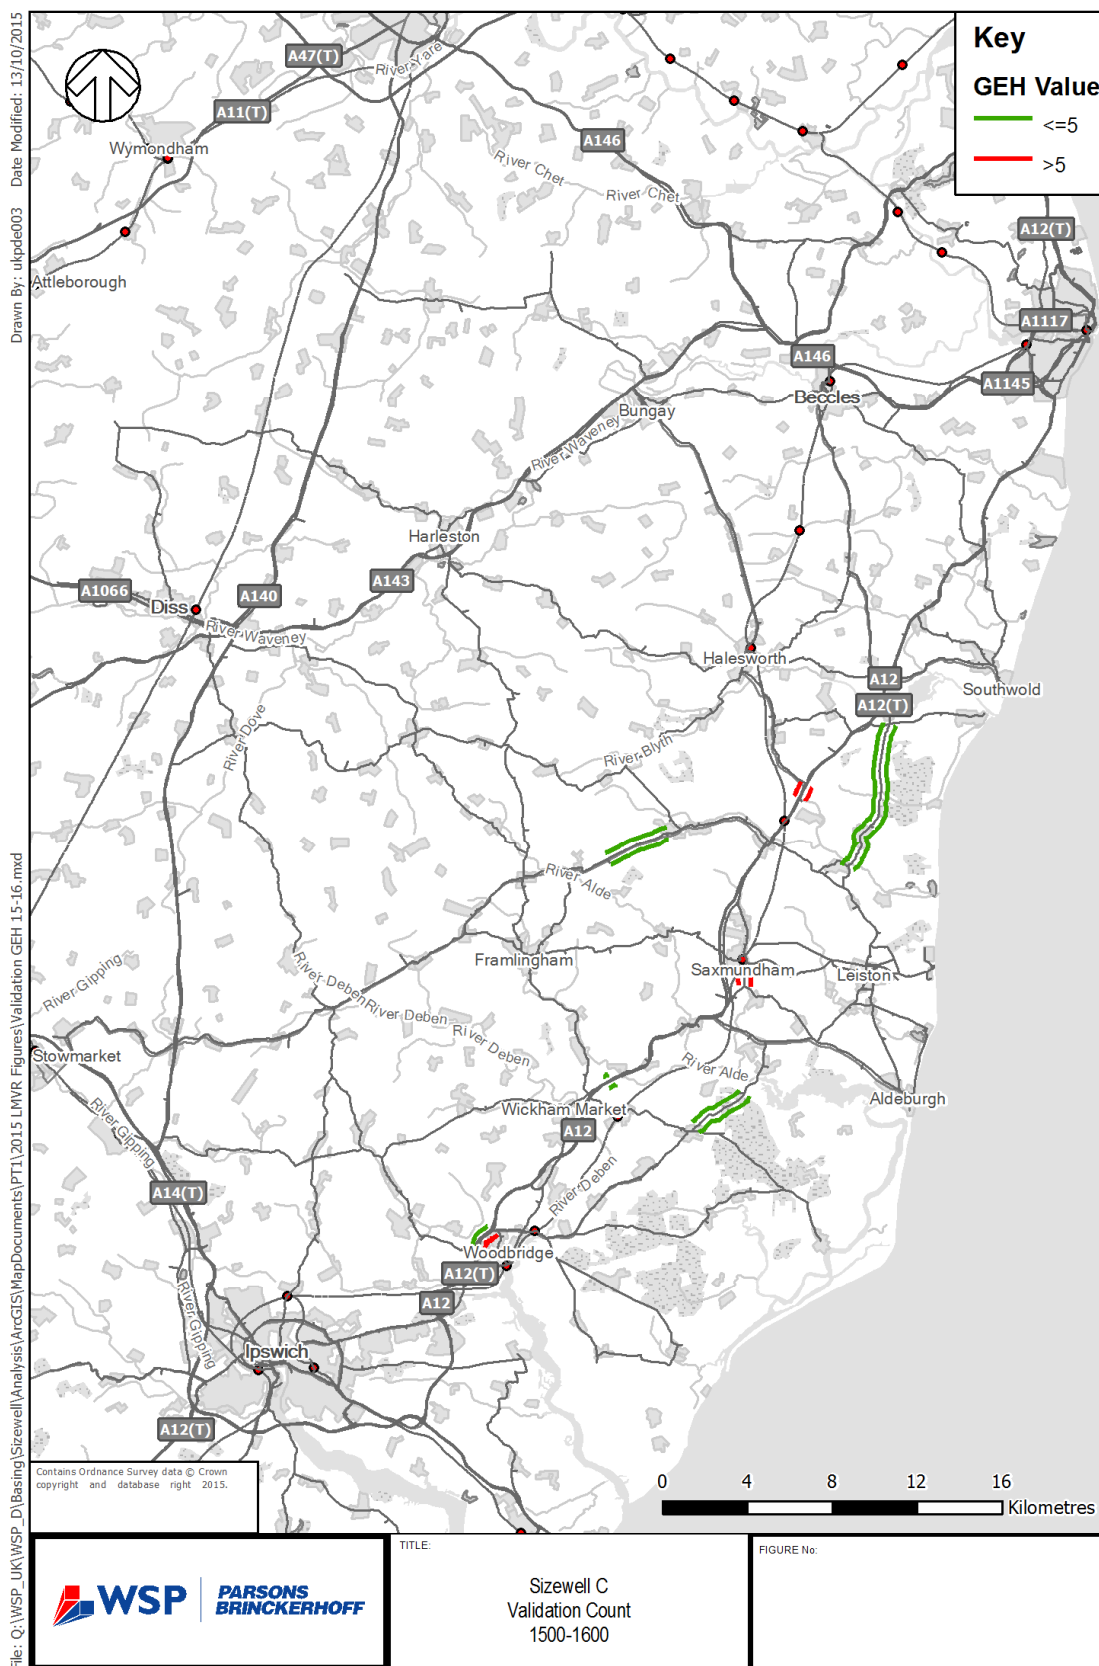 File: Q:\WSP_UK\WSP_D\Basing\Sizewell\Analysis\ArcGIS\MapDocuments\PT1\2015 LMVR Figures\Validation GEH 15-16.mxd
Drawn By: ukpde003
Date Modified: 13/10/2015
Key
GEH Value
<=5
>5
A47(T)
River Yare
A11(T)
Wymondham
A146
River Chet
River Chet
A12(T)
Attleborough
A1117
A146
A1145
Beccles
Bungay
River Waveney
Harleston
A143
A1066
A140
Diss
River Waveney
Halesworth
A12
A12(T)
Southwold
River Dove
River Blyth
River Alde
Framlingham
Saxmundham
Leiston
River Gipping
River Deben
River Deben
River Deben
Stowmarket
River Alde
Aldeburgh
Wickham Market
A12
River Gipping
River Deben
A14(T)
Woodbridge
A12(T)
A12
River Gipping
Ipswich
A12(T)
Contains Ordnance Survey data © Crown
copyright and database right 2015.
0 4 8 12 16
Kilometres
WSP
PARSONS
BRINCKERHOFF
TITLE:
Sizewell C
Validation Count
1500-1600
FIGURE No: